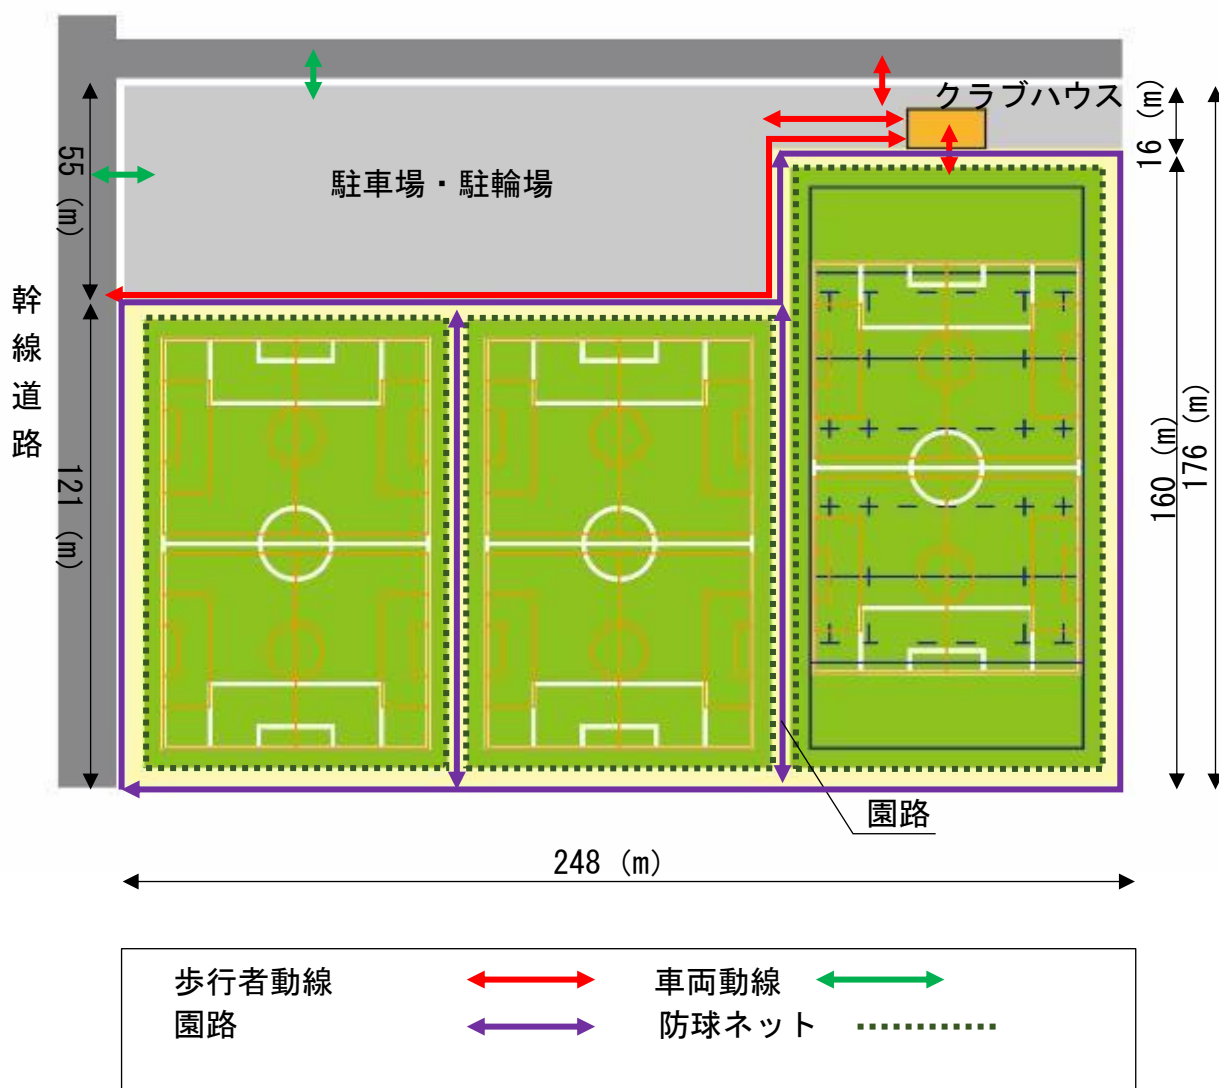 クラブハウス
16 (m)
55 (m)
駐車場・駐輪場
幹線道路
121 (m)
160 (m)
176 (m)
園路
248 (m)
歩行者動線
車両動線
園路
防球ネット